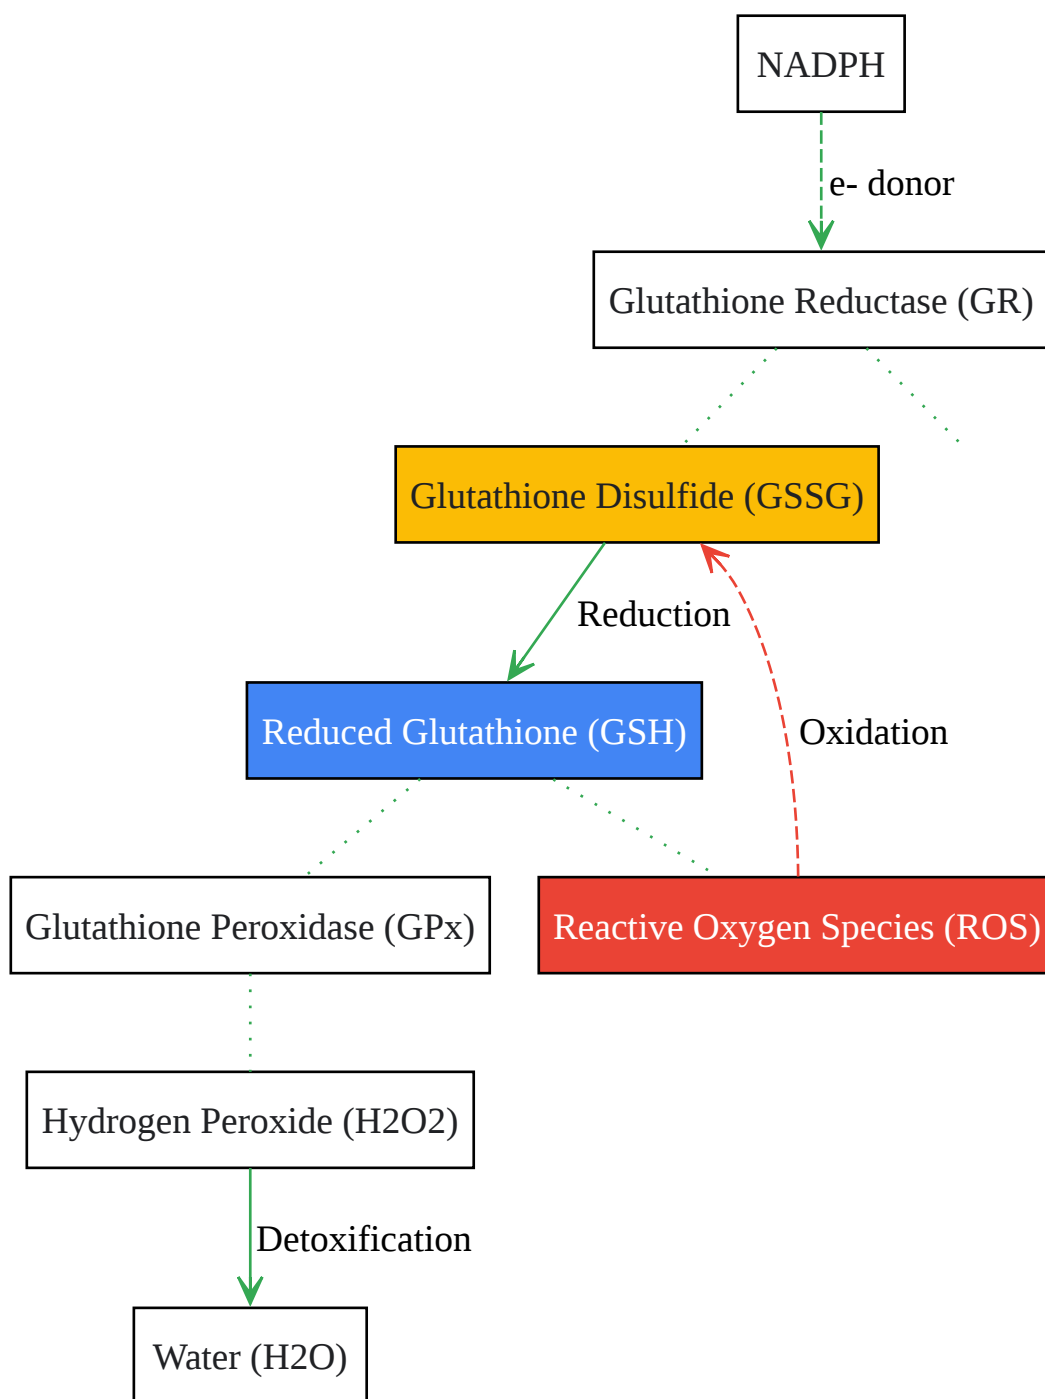 NADPH
e- donor
Glutathione Reductase (GR)
Glutathione Disulfide (GSSG)
Reduction
Reduced Glutathione (GSH)
Oxidation
Glutathione Peroxidase (GPx)
Reactive Oxygen Species (ROS)
Hydrogen Peroxide (H2O2)
Detoxification
Water (H2O)